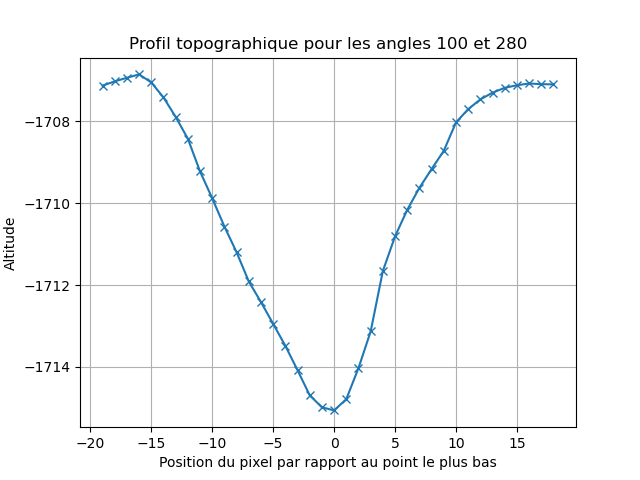 Profil topographique pour les angles 100 et 280
Altitude
−1708
−1710
−1712
−1714
−20 −15 −10 −5 0 5 10 15
Position du pixel par rapport au point le plus bas